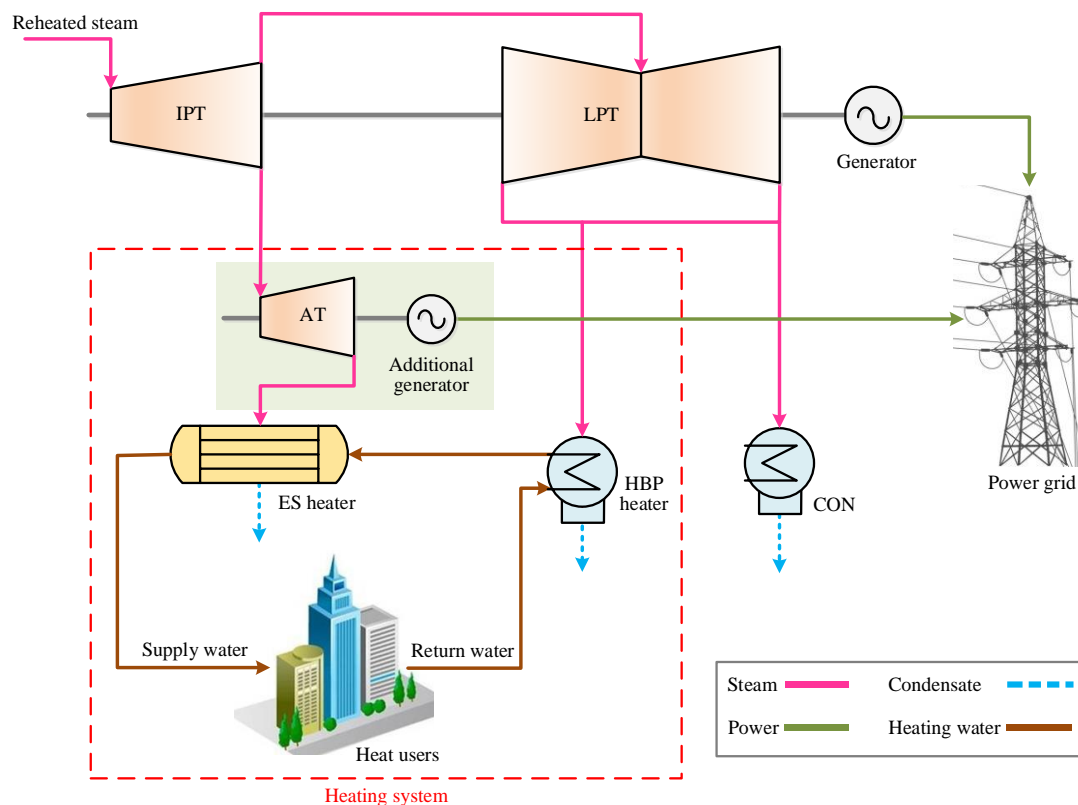 Reheated steam
IPT
LPT
Generator
AT
Additional
generator
ES heater
HBP
heater
CON
Power grid
Supply water
Return water
Heat users
Steam
Condensate
Power
Heating water
Heating system